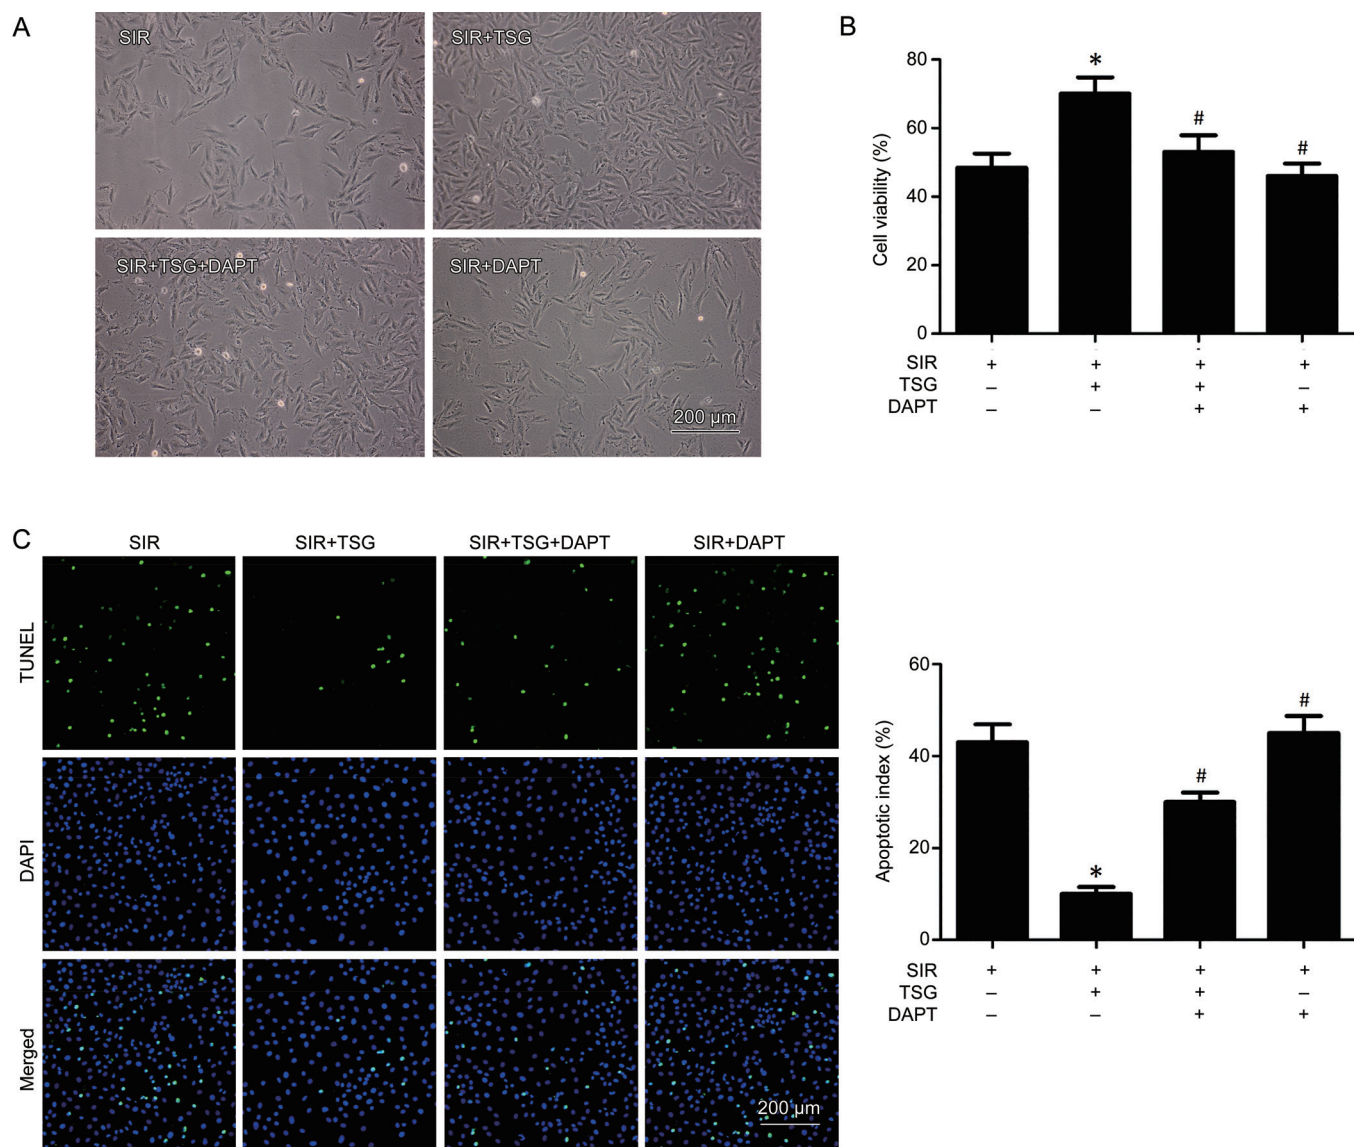 A
SIR
SIR+TSG
SIR+TSG+DAPT
SIR+DAPT
200 µm
B
Cell viability (%)
80
60
40
20
0
*
#
#
SIR + + + +
TSG – + + –
DAPT – – + +
C
SIR SIR+TSG SIR+TSG+DAPT SIR+DAPT
TUNEL
DAPI
Merged
200 µm
Apoptotic index (%)
60
40
20
0
*
#
#
SIR + + + +
TSG – + + –
DAPT – – + +